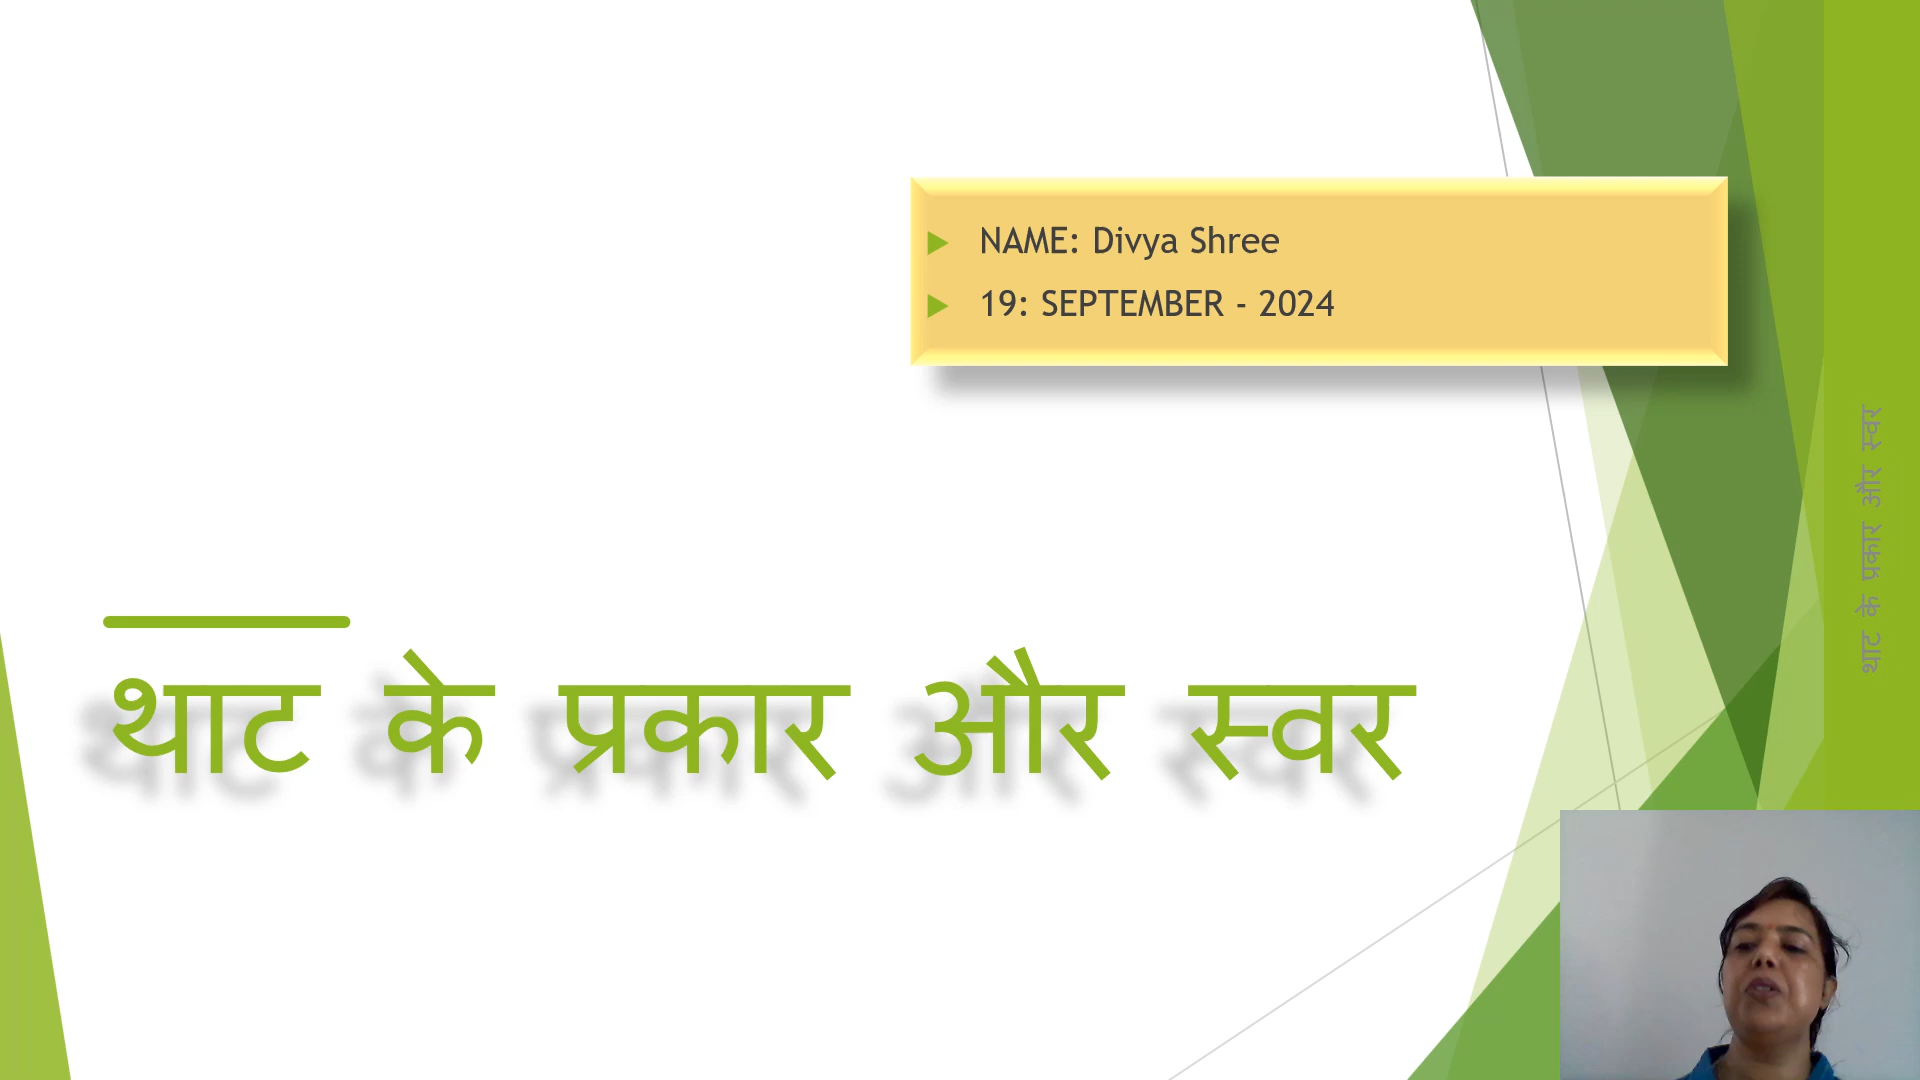 NAME: Divya Shree
19: SEPTEMBER - 2024
थाट के प्रकार और स्वर
थाट के प्रकार और स्वर